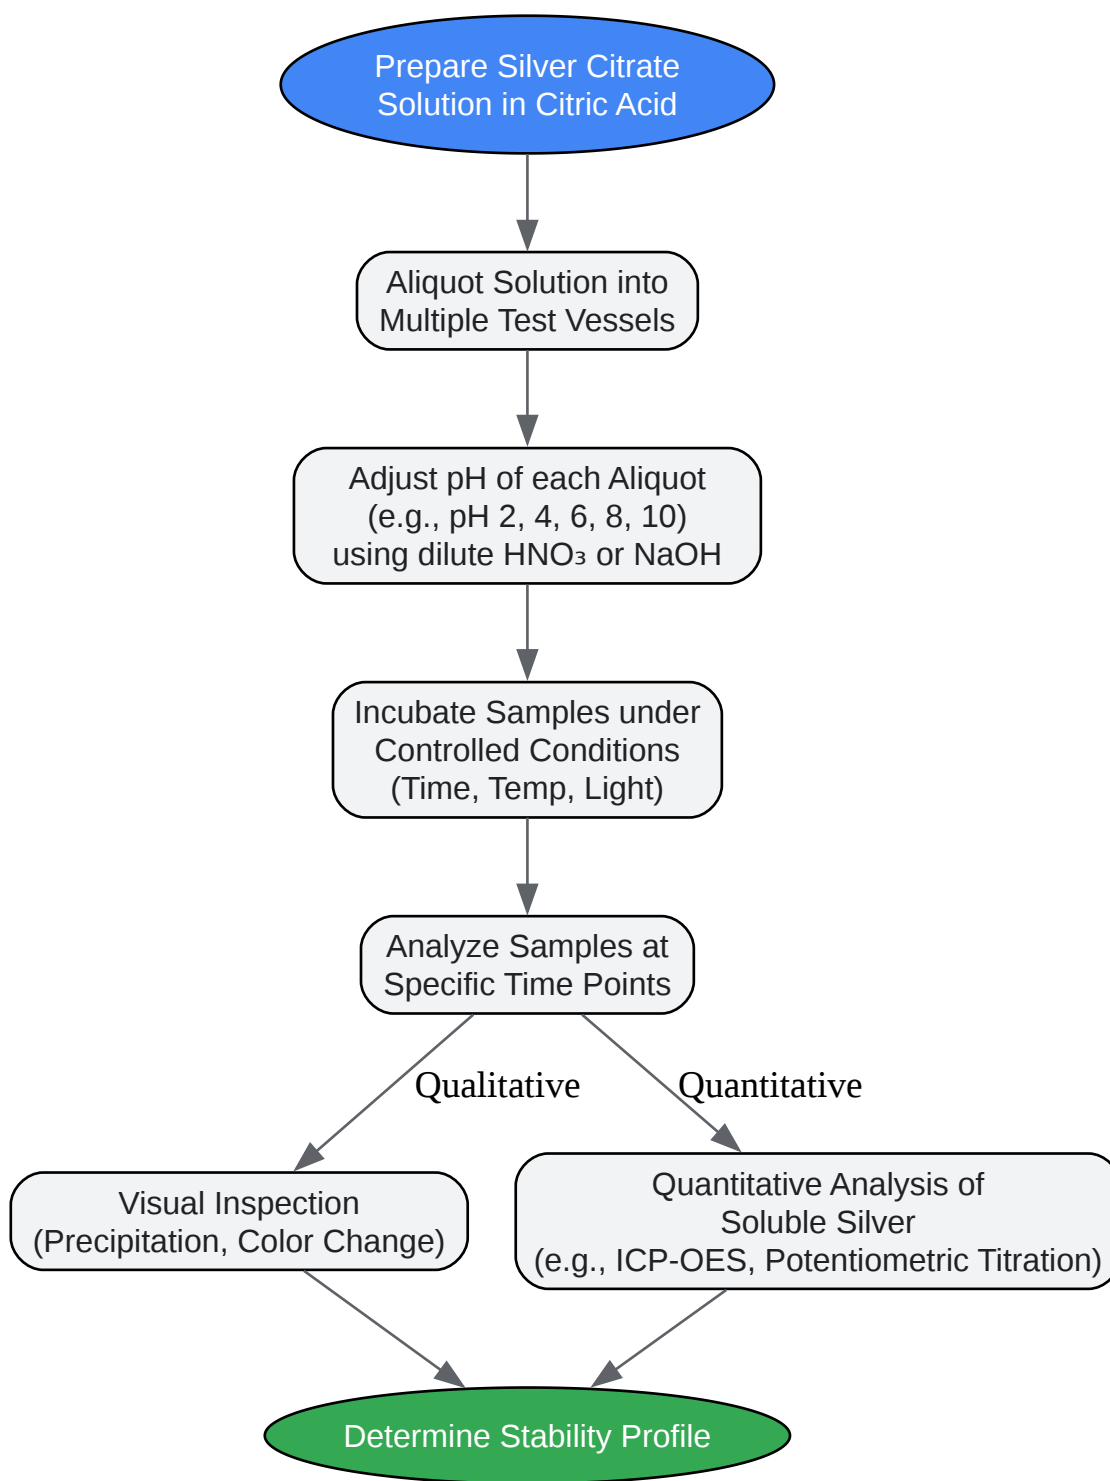 Prepare Silver Citrate
Solution in Citric Acid
Aliquot Solution into
Multiple Test Vessels
Adjust pH of each Aliquot
(e.g., pH 2, 4, 6, 8, 10)
using dilute HNO₃ or NaOH
Incubate Samples under
Controlled Conditions
(Time, Temp, Light)
Analyze Samples at
Specific Time Points
Qualitative
Quantitative
Visual Inspection
(Precipitation, Color Change)
Quantitative Analysis of
Soluble Silver
(e.g., ICP-OES, Potentiometric Titration)
Determine Stability Profile